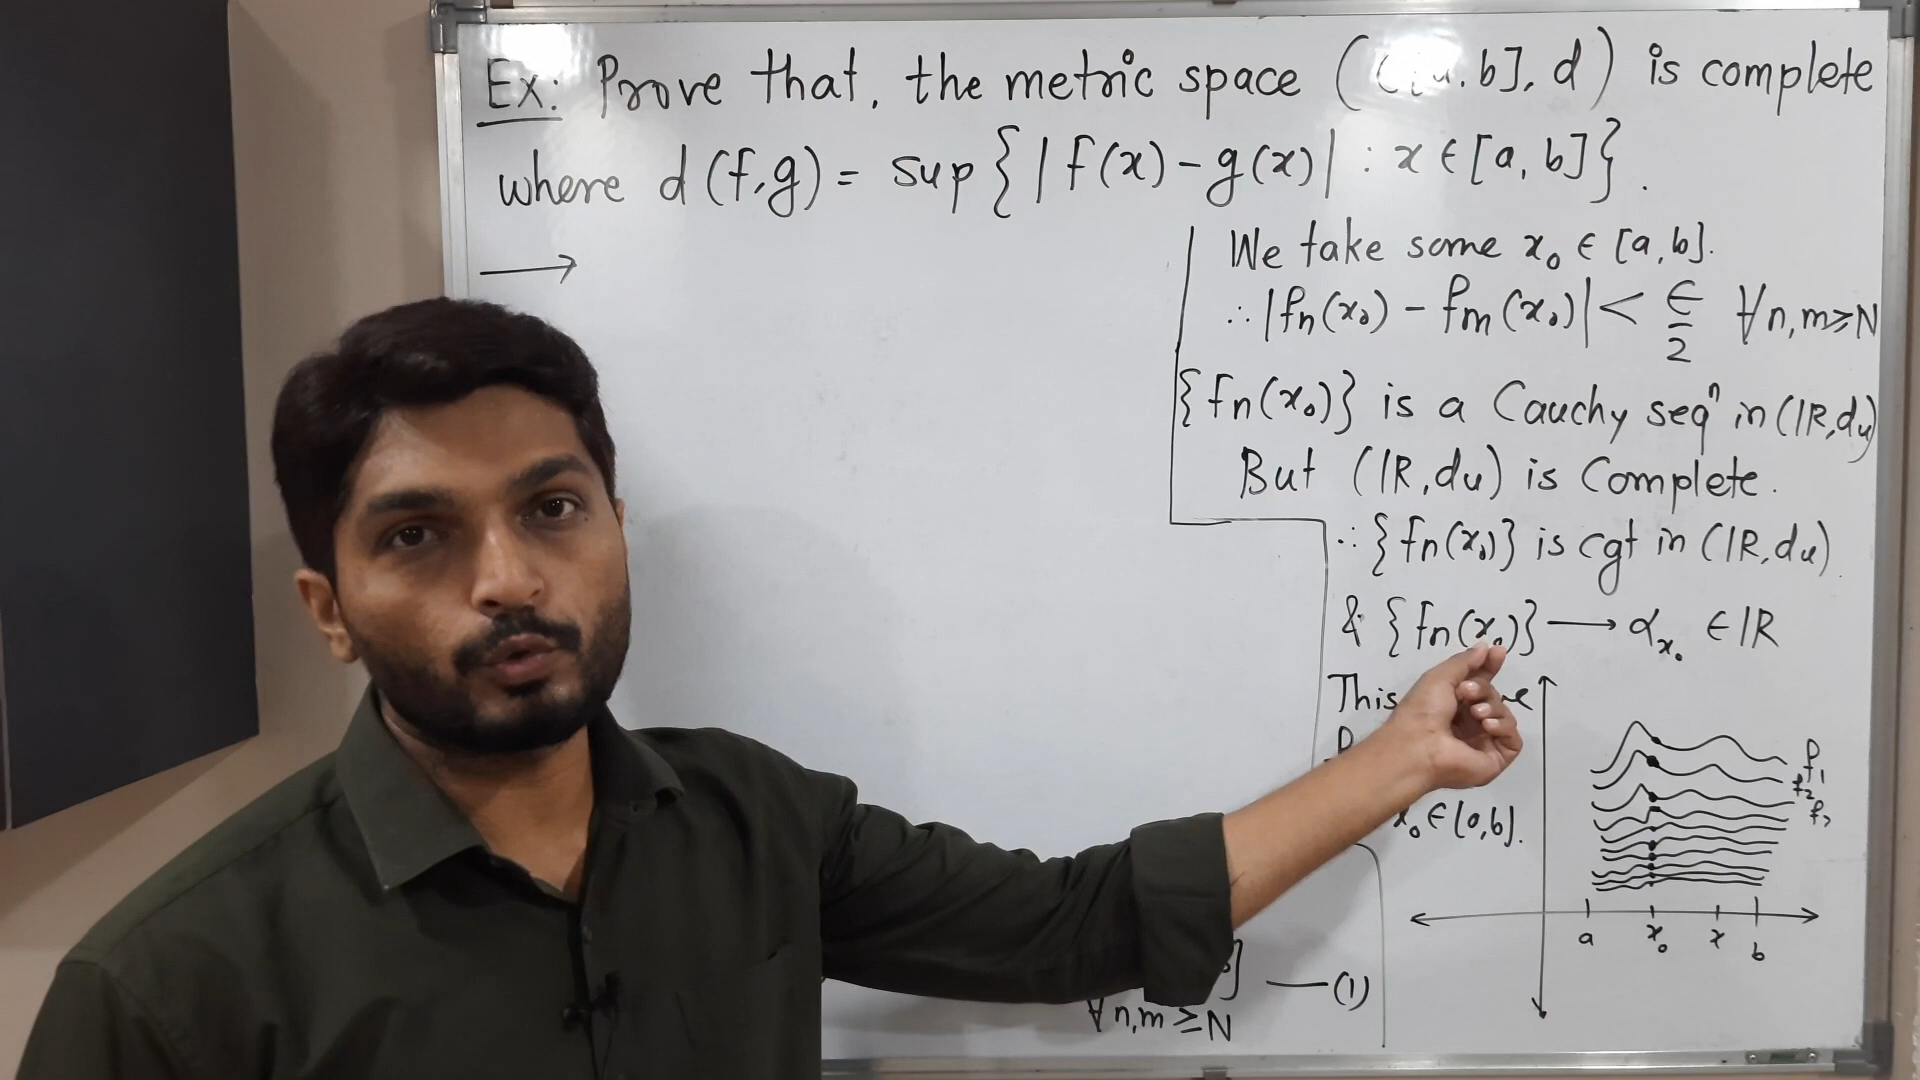 Ex: Prove that, the metric space (C[a,b], d) is complete
where d(f,g) = sup{|f(x)-g(x)| : x ∈ [a,b]}.
→
We take some x₀ ∈ [a,b].
∴ |fn(x₀) - fm(x₀)| < ε/2 ∀ n,m ≥ N
{fn(x₀)} is a Cauchy seqⁿ in (IR,du)
But (IR,du) is Complete.
∴ {fn(x₀)} is cgt in (IR,du)
& {fn(x₀)} → αx₀ ∈ IR
This
x₀ ∈ [a,b].
f₁
f₂
f₃
a x₀ x b
—(1)
∀ n,m ≥ N